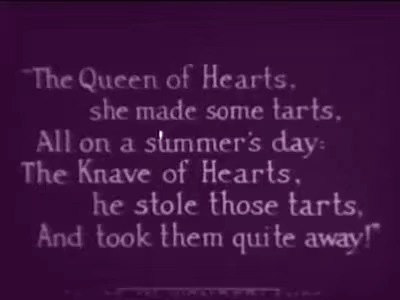 "The Queen of Hearts,
she made some tarts,
All on a summer's day:
The Knave of Hearts,
he stole those tarts,
And took them quite away!"